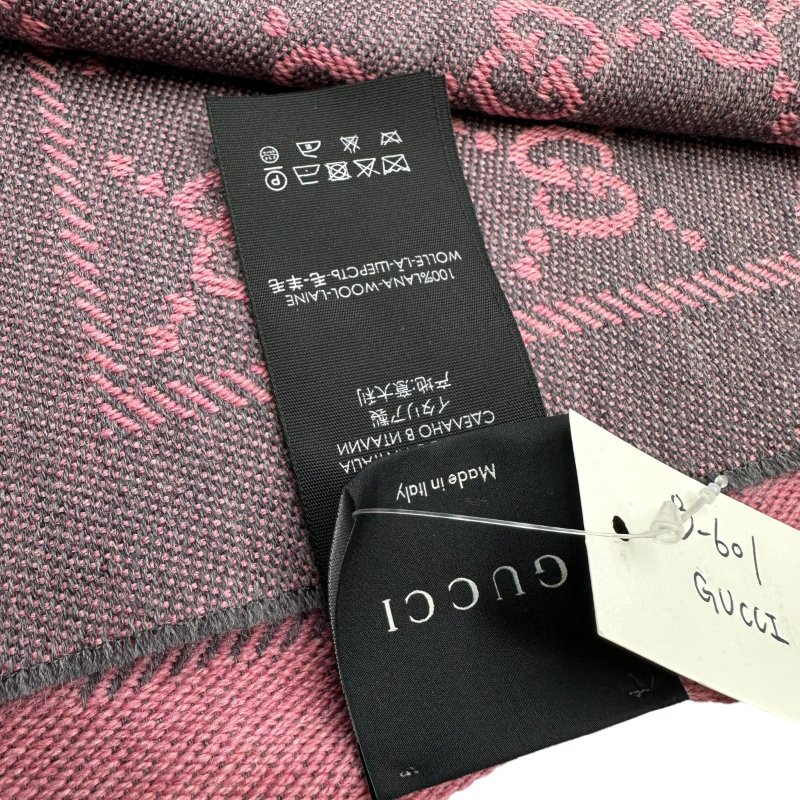 100%LANA-WOOL-LAINE
WOLLE-LÃ-ШЕРСТЬ-毛-羊毛
ITALIA
СДЕЛАНО В ИТАЛИИ
イタリア製
产地:意大利
GUCCI
Made in Italy
GUCCI